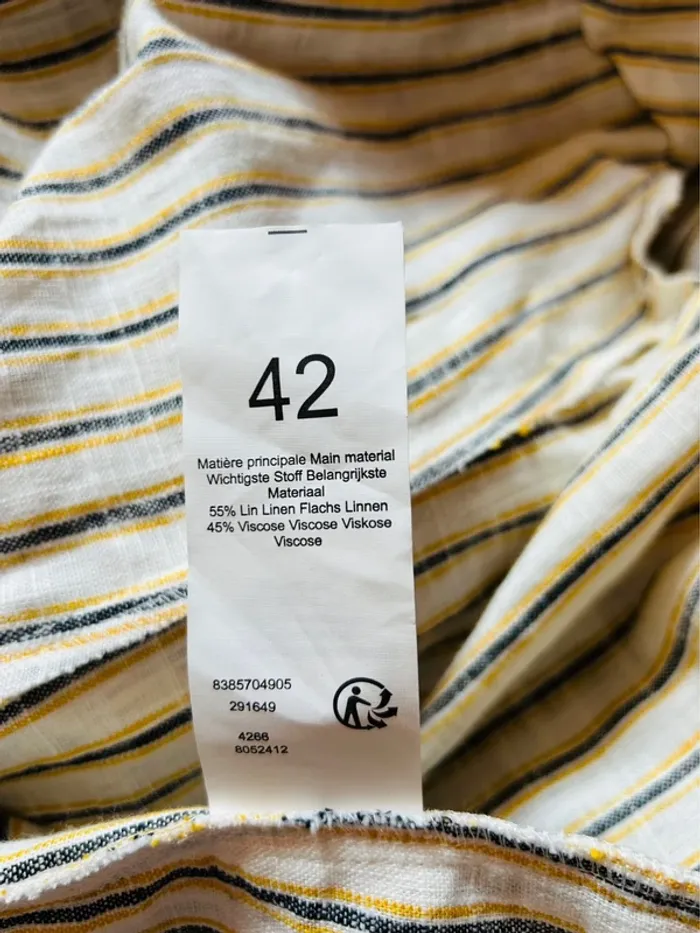 42
Matière principale Main material
Wichtigste Stoff Belangrijkste
Materiaal
55% Lin Linen Flachs Linnen
45% Viscose Viscose Viskose
Viscose
8385704905
291649
4266
8052412